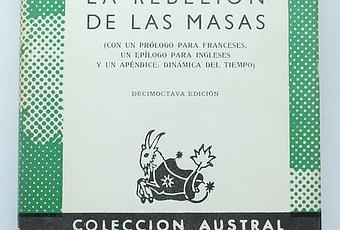 LA REBELION
DE LAS MASAS
(CON UN PRÓLOGO PARA FRANCESES,
UN EPÍLOGO PARA INGLESES
Y UN APÉNDICE: DINÁMICA DEL TIEMPO)
DECIMOCTAVA EDICIÓN
COLECCION AUSTRAL